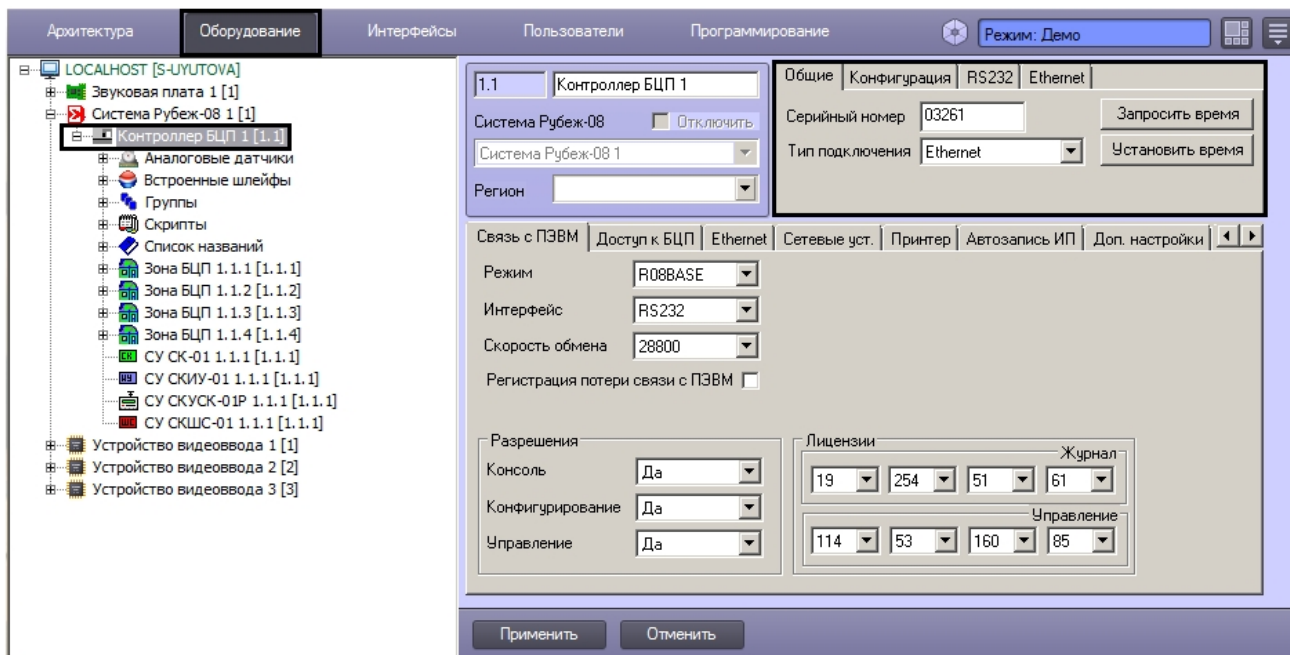 Архитектура
Оборудование
Интерфейсы
Пользователи
Программирование
Режим: Демо
LOCALHOST [S-UYUTOVA]
Звуковая плата 1 [1]
Система Рубеж-08 1 [1]
Контроллер БЦП 1 [1.1]
Аналоговые датчики
Встроенные шлейфы
Группы
Скрипты
Список названий
Зона БЦП 1.1.1 [1.1.1]
Зона БЦП 1.1.2 [1.1.2]
Зона БЦП 1.1.3 [1.1.3]
Зона БЦП 1.1.4 [1.1.4]
СУ СК-01 1.1.1 [1.1.1]
СУ СКИУ-01 1.1.1 [1.1.1]
СУ СКУСК-01Р 1.1.1 [1.1.1]
СУ СКШС-01 1.1.1 [1.1.1]
Устройство видеоввода 1 [1]
Устройство видеоввода 2 [2]
Устройство видеоввода 3 [3]
1.1
Контроллер БЦП 1
Система Рубеж-08
Отключить
Система Рубеж-08 1
Регион
Общие
Конфигурация
RS232
Ethernet
Серийный номер
03261
Запросить время
Тип подключения
Ethernet
Установить время
Связь с ПЭВМ
Доступ к БЦП
Ethernet
Сетевые уст.
Принтер
Автозапись ИП
Доп. настройки
Режим
R08BASE
Интерфейс
RS232
Скорость обмена
28800
Регистрация потери связи с ПЭВМ
Разрешения
Консоль
Да
Конфигурирование
Да
Управление
Да
Лицензии
Журнал
19
254
51
61
Управление
114
53
160
85
Применить
Отменить